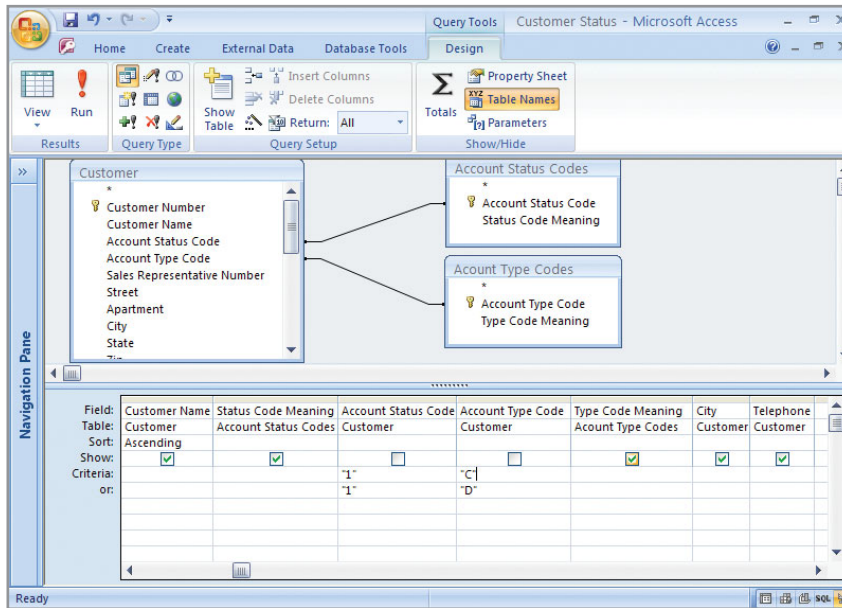 Query Tools Customer Status - Microsoft Access
Home Create External Data Database Tools Design
View Run
Results
Query Type
Show Table
Insert Columns
Delete Columns
Return: All
Query Setup
Totals
Property Sheet
XYZ Table Names
[?] Parameters
Show/Hide
»
Navigation Pane
Customer
*
Customer Number
Customer Name
Account Status Code
Account Type Code
Sales Representative Number
Street
Apartment
City
State
Account Status Codes
*
Account Status Code
Status Code Meaning
Acount Type Codes
*
Account Type Code
Type Code Meaning
Field: Customer Name Status Code Meaning Account Status Code Account Type Code Type Code Meaning City Telephone
Table: Customer Account Status Codes Customer Customer Acount Type Codes Customer Customer
Sort: Ascending
Show:
Criteria: "1" "C"
or: "1" "D"
Ready SQL